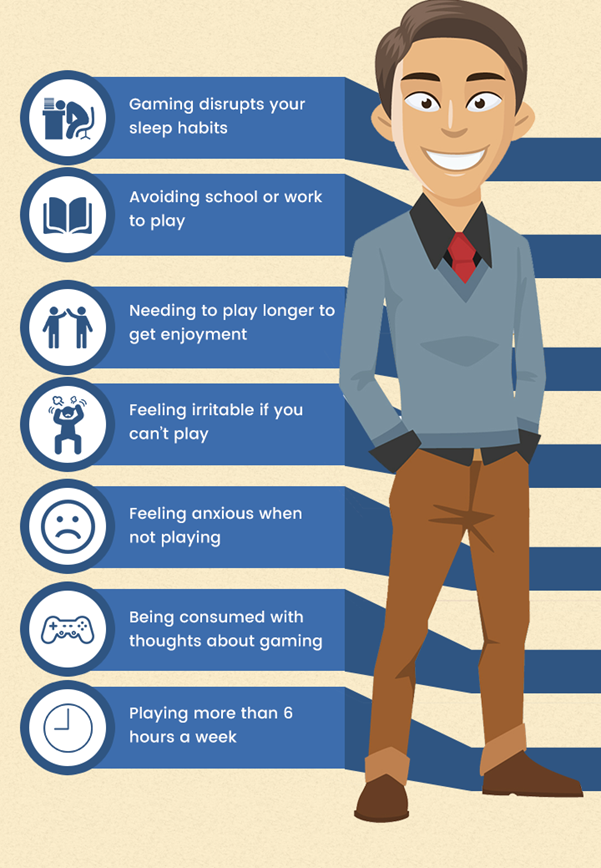 Gaming disrupts your
sleep habits
Avoiding school or work
to play
Needing to play longer to
get enjoyment
Feeling irritable if you
can't play
Feeling anxious when
not playing
Being consumed with
thoughts about gaming
Playing more than 6
hours a week